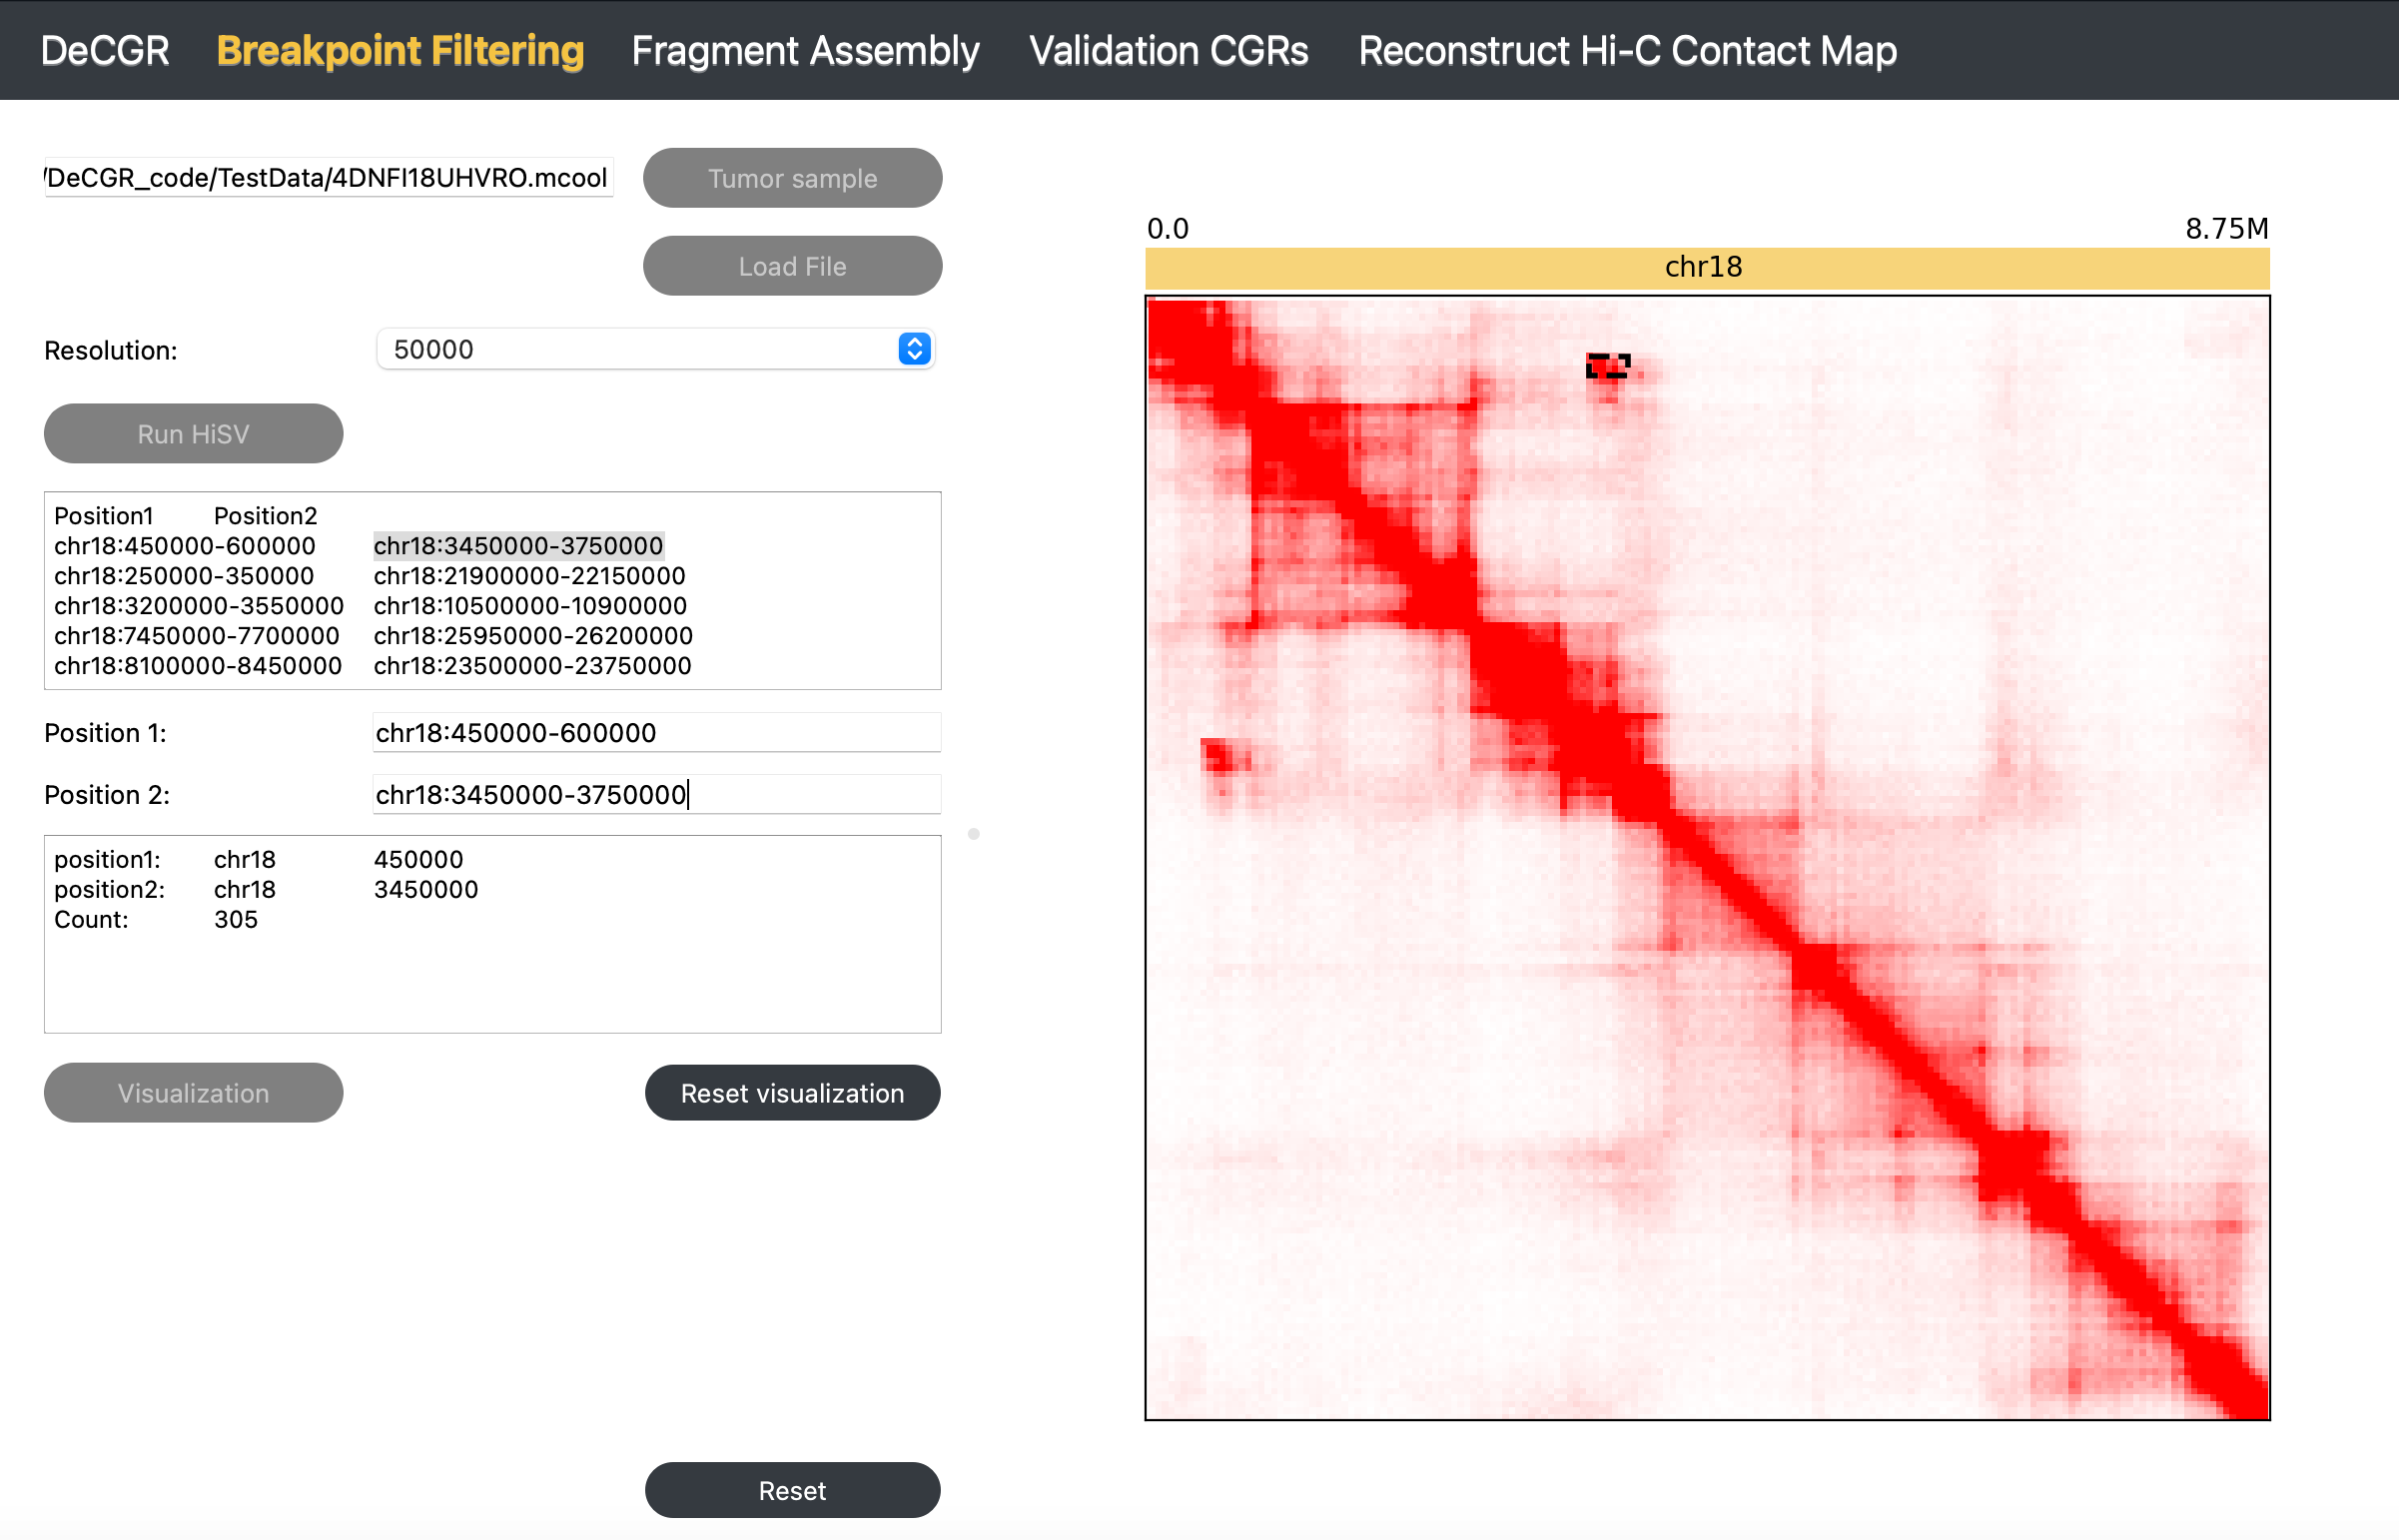 DeCGR Breakpoint Filtering Fragment Assembly Validation CGRs Reconstruct Hi-C Contact Map
/DeCGR_code/TestData/4DNFI18UHVRO.mcool Tumor sample
Load File
Resolution: 50000
Run HiSV
Position1 Position2
chr18:450000-600000 chr18:3450000-3750000
chr18:250000-350000 chr18:21900000-22150000
chr18:3200000-3550000 chr18:10500000-10900000
chr18:7450000-7700000 chr18:25950000-26200000
chr18:8100000-8450000 chr18:23500000-23750000
Position 1: chr18:450000-600000
Position 2: chr18:3450000-3750000
position1: chr18 450000
position2: chr18 3450000
Count: 305
Visualization Reset visualization
Reset
0.0 8.75M
chr18